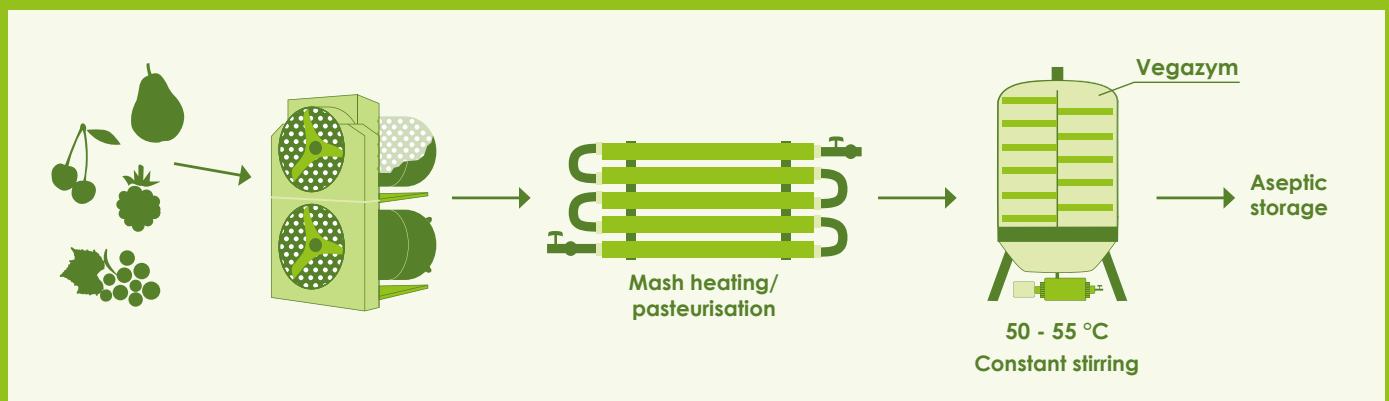 Vegazym
Aseptic
storage
Mash heating/
pasteurisation
50 - 55 °C
Constant stirring